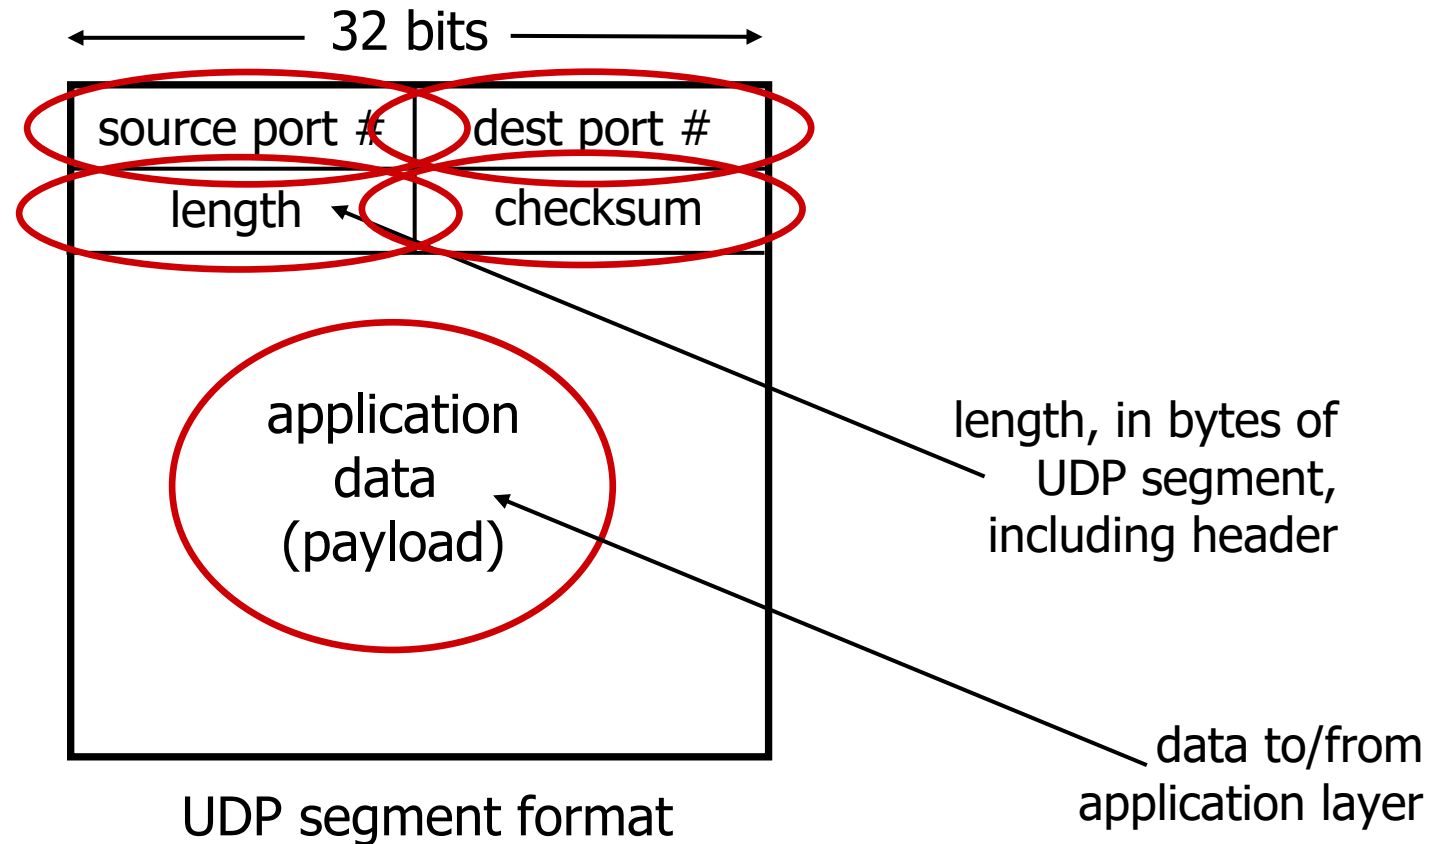 32 bits
source port #
dest port #
length
checksum
application
data
(payload)
length, in bytes of
UDP segment,
including header
data to/from
application layer
UDP segment format